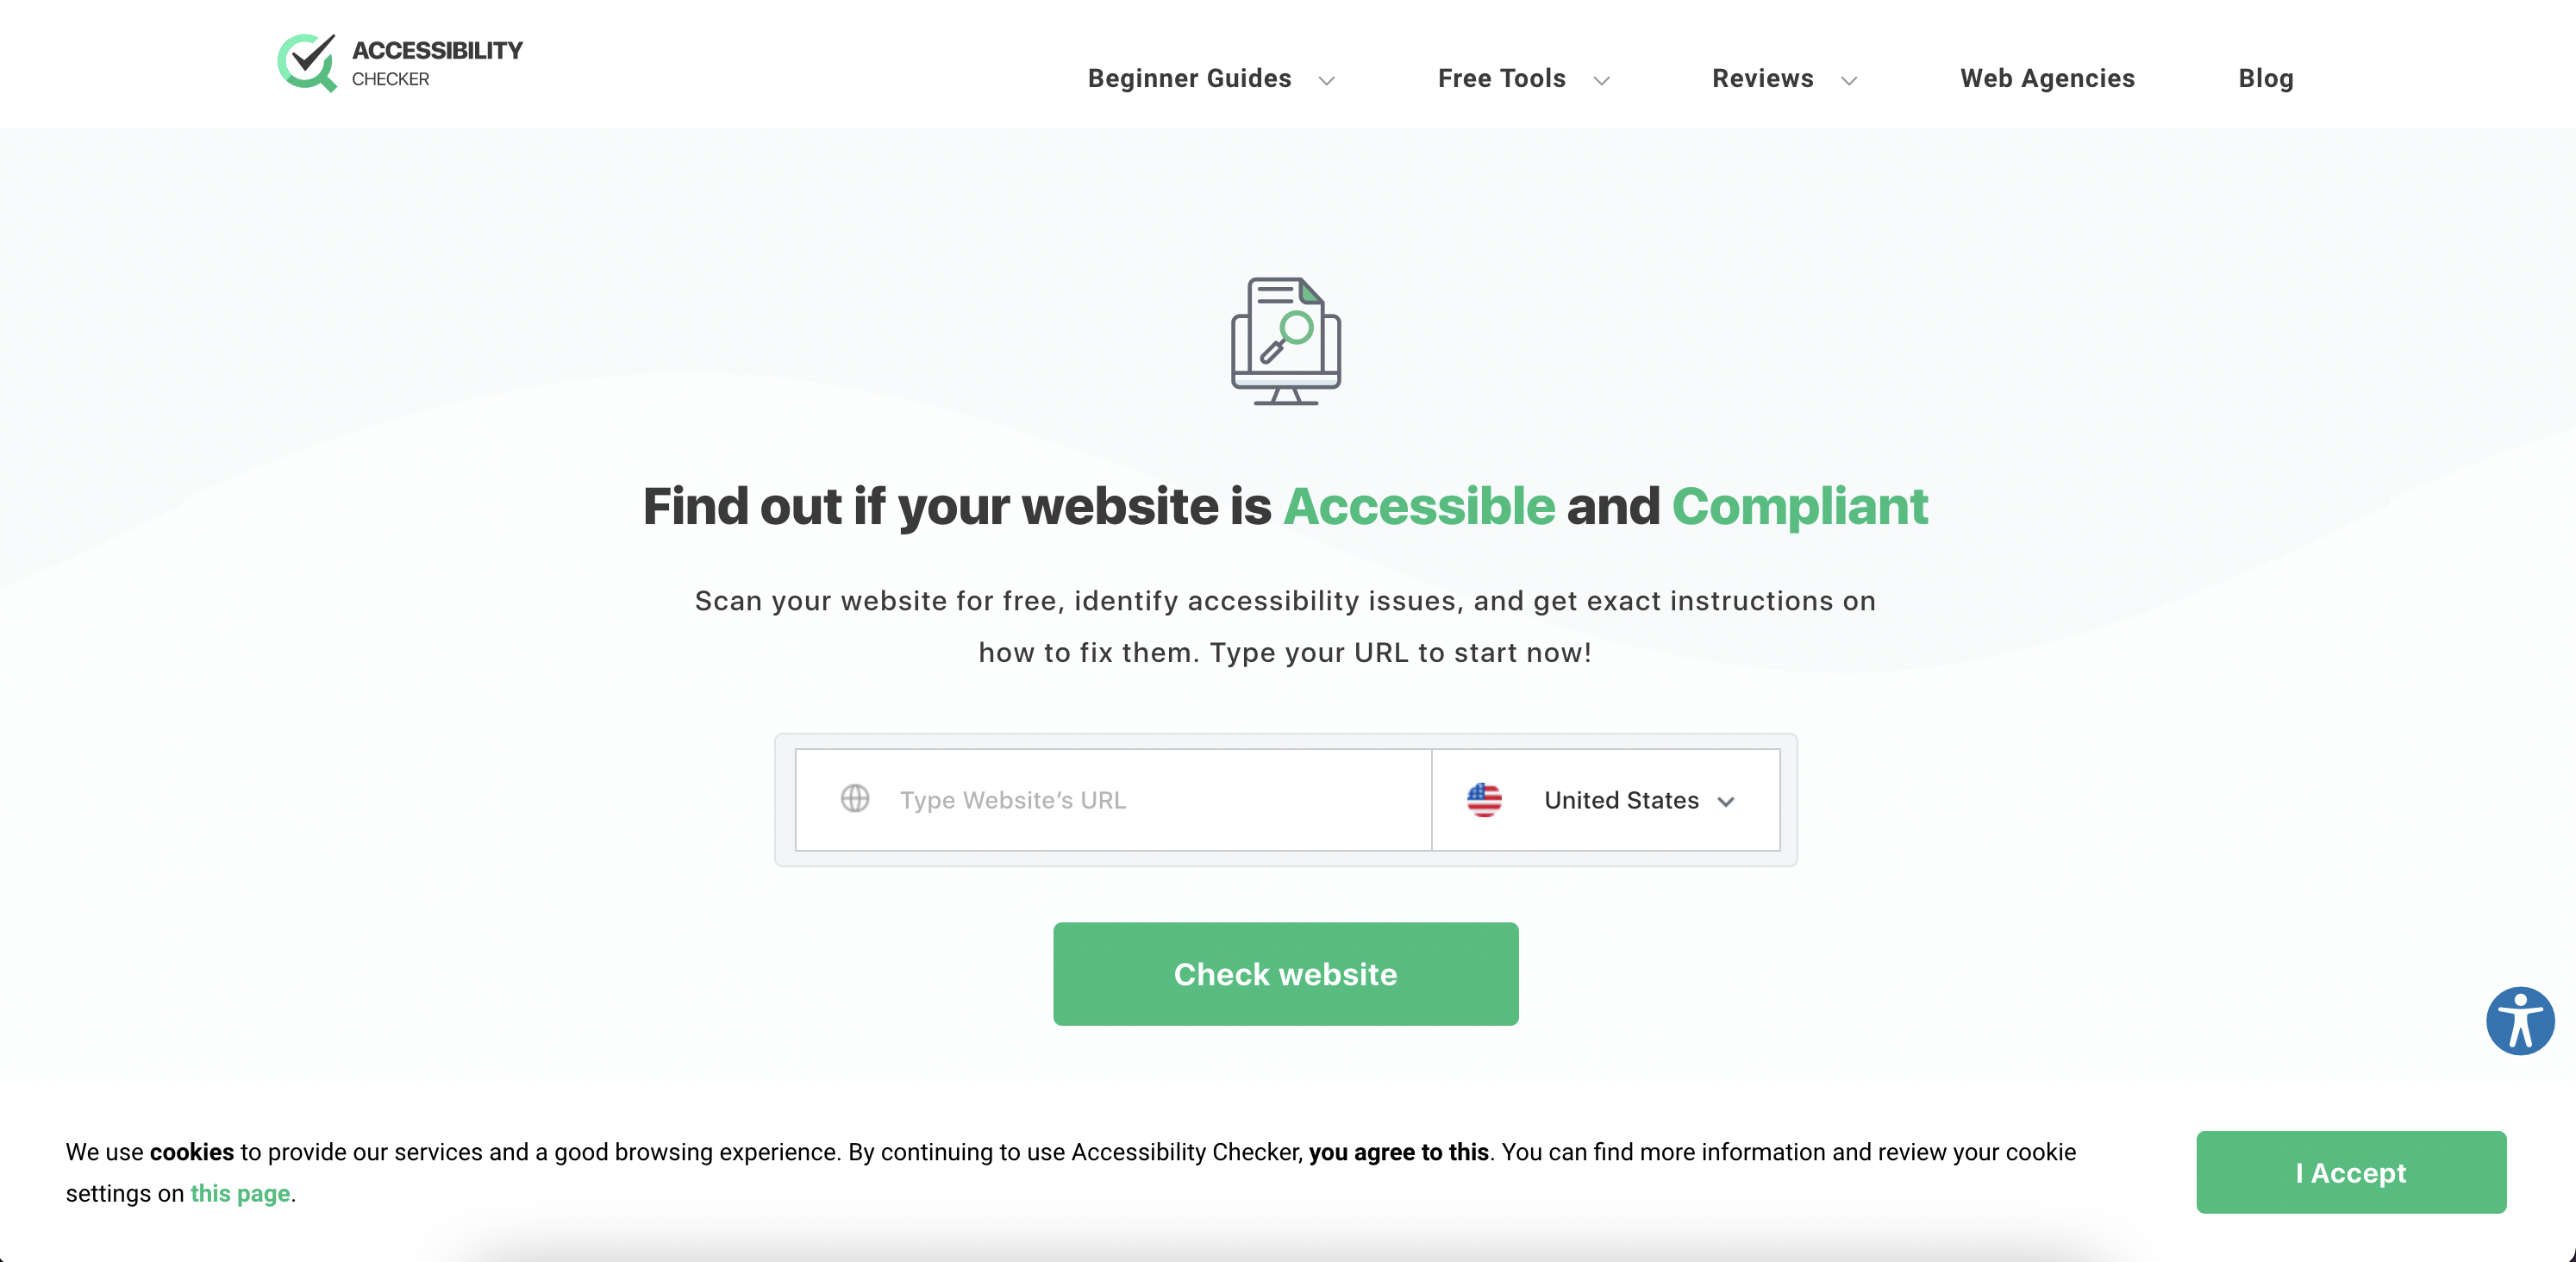 ACCESSIBILITY
CHECKER
Beginner Guides
Free Tools
Reviews
Web Agencies
Blog
Find out if your website is Accessible and Compliant
Scan your website for free, identify accessibility issues, and get exact instructions on
how to fix them. Type your URL to start now!
Type Website’s URL
United States
Check website
We use cookies to provide our services and a good browsing experience. By continuing to use Accessibility Checker, you agree to this. You can find more information and review your cookie
settings on this page.
I Accept